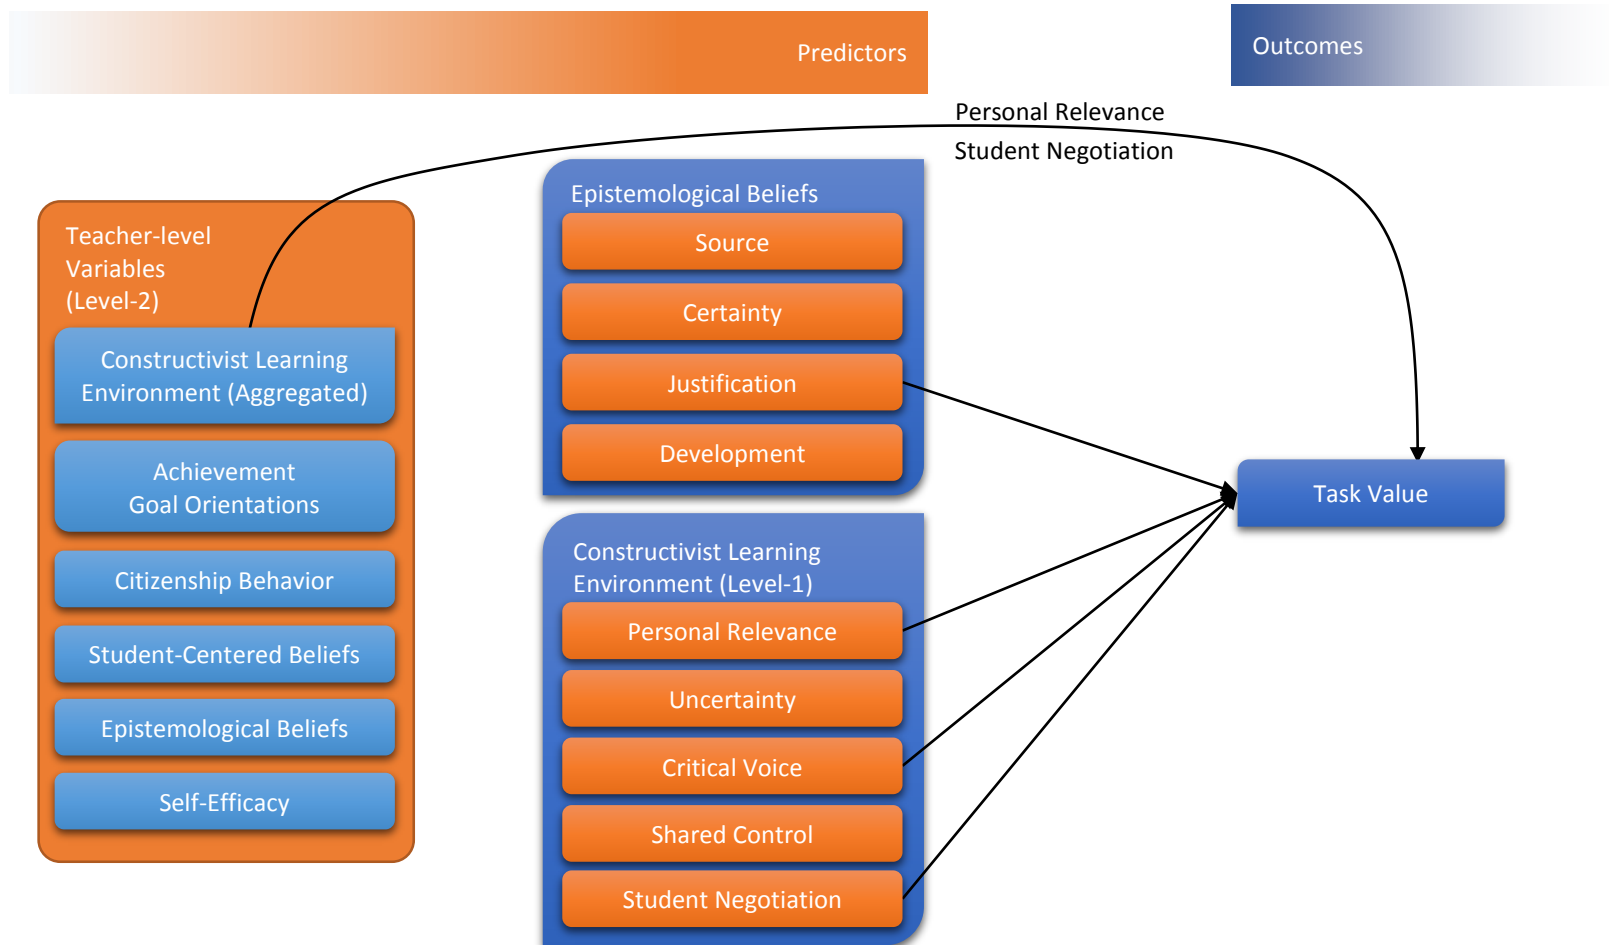 Predictors
Outcomes
Personal Relevance
Student Negotiation
Teacher-level
Variables
(Level-2)
Constructivist Learning
Environment (Aggregated)
Achievement
Goal Orientations
Citizenship Behavior
Student-Centered Beliefs
Epistemological Beliefs
Self-Efficacy
Epistemological Beliefs
Source
Certainty
Justification
Development
Constructivist Learning
Environment (Level-1)
Personal Relevance
Uncertainty
Critical Voice
Shared Control
Student Negotiation
Task Value